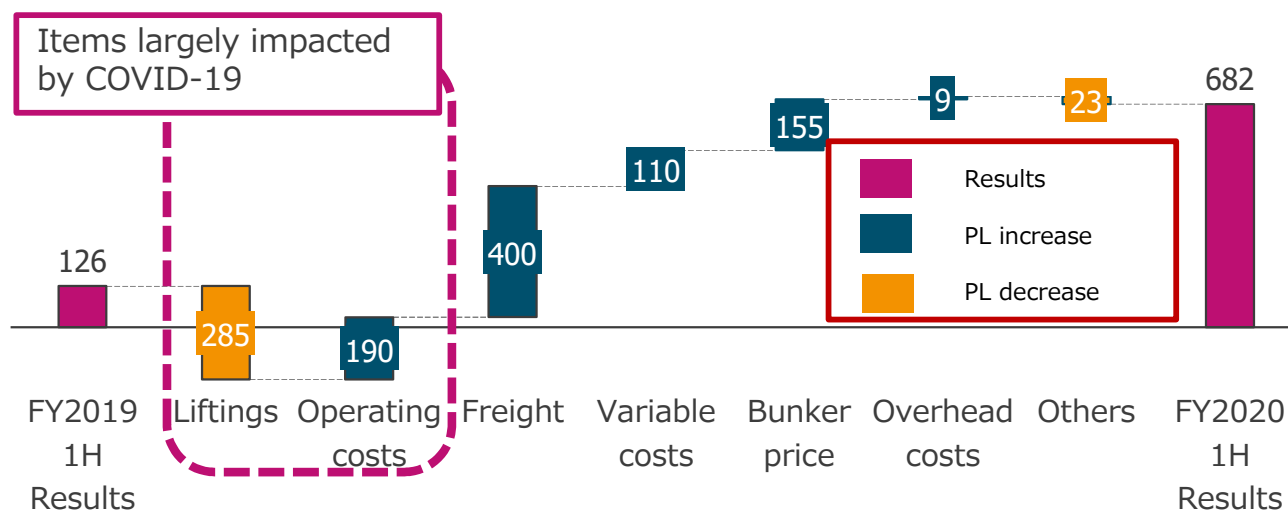 Items largely impacted
by COVID-19
126
285
190
400
110
155
9
23
682
Results
PL increase
PL decrease
FY2019
1H
Results
Liftings
Operating
costs
Freight
Variable
costs
Bunker
price
Overhead
costs
Others
FY2020
1H
Results